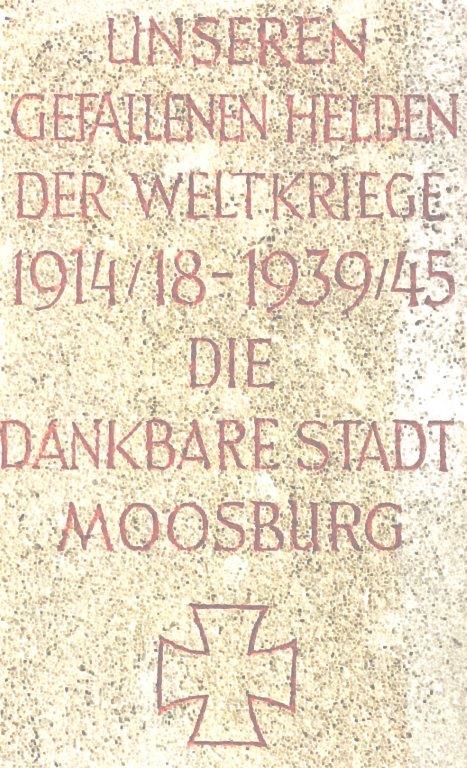 UNSEREN
GEFALLENEN HELDEN
DER WELTKRIEGE
1914/18-1939/45
DIE
DANKBARE STADT
MOOSBURG